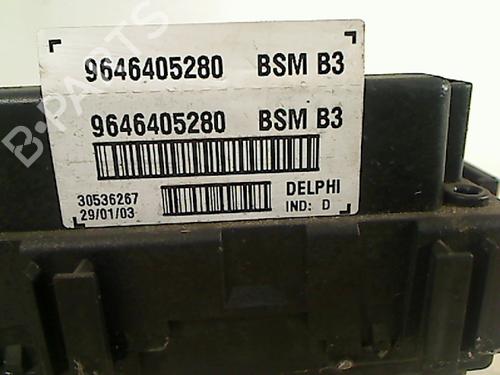 9646405280 BSM B3
9646405280 BSM B3
30536267
29/01/03
DELPHI
IND: D
B-PARTS